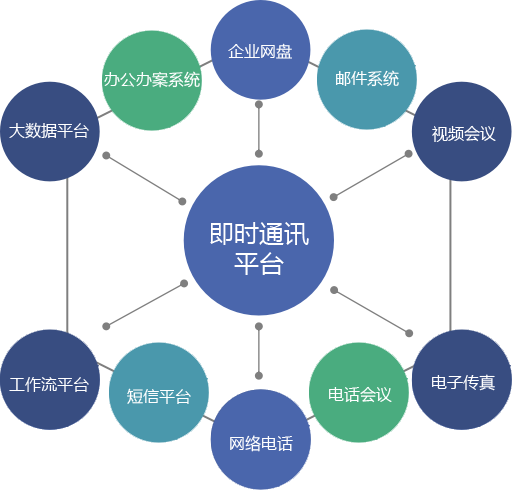 企业网盘
办公办案系统
邮件系统
大数据平台
视频会议
即时通讯
平台
工作流平台
短信平台
电话会议
电子传真
网络电话